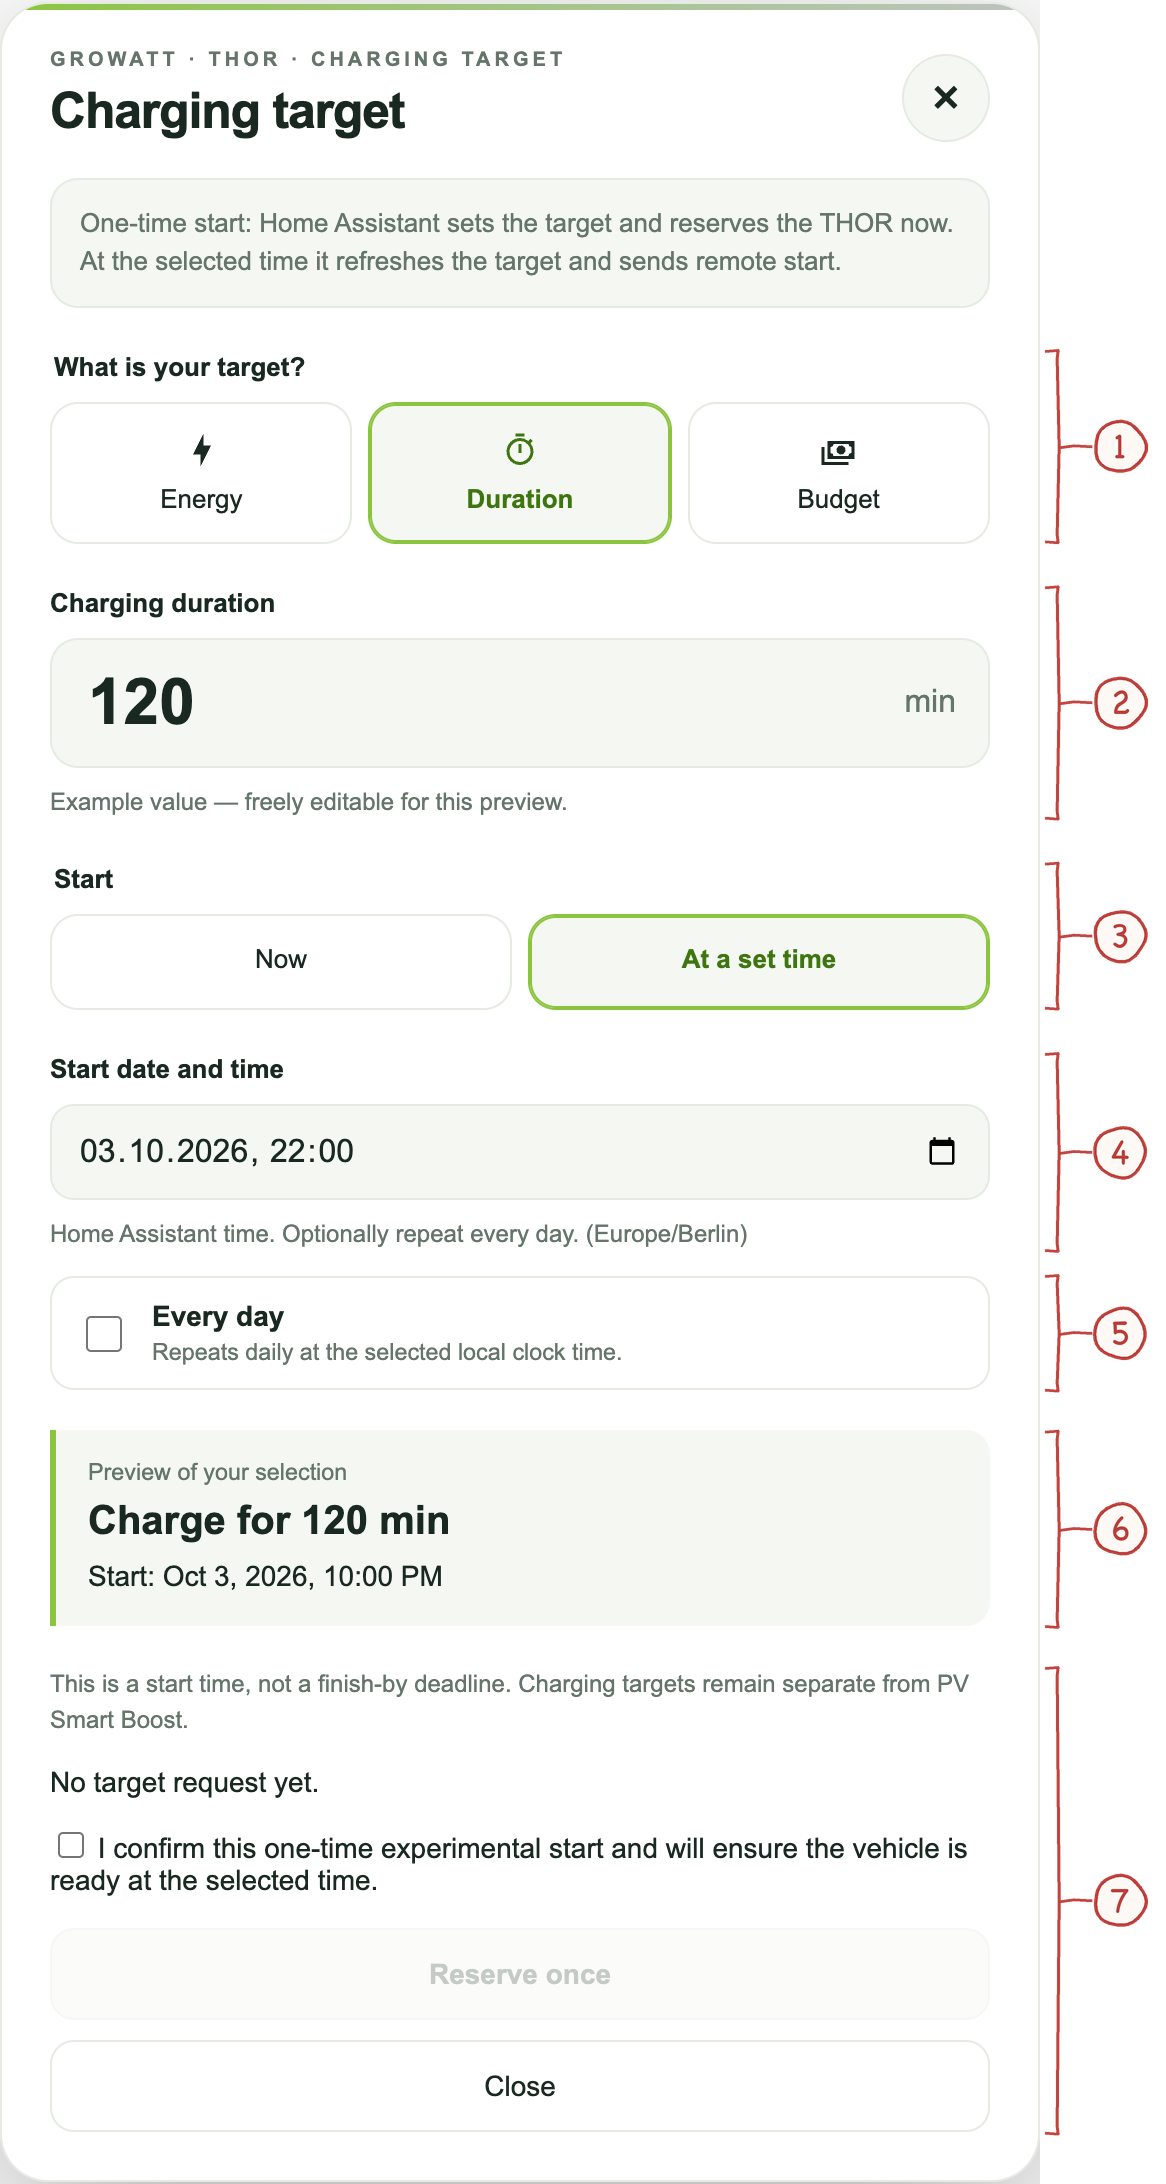 GROWATT · THOR · CHARGING TARGET
Charging target
One-time start: Home Assistant sets the target and reserves the THOR now.
At the selected time it refreshes the target and sends remote start.
What is your target?
Energy
Duration
Budget
1
Charging duration
120
min
2
Example value — freely editable for this preview.
Start
Now
At a set time
3
Start date and time
03.10.2026, 22:00
4
Home Assistant time. Optionally repeat every day. (Europe/Berlin)
Every day
Repeats daily at the selected local clock time.
5
Preview of your selection
Charge for 120 min
Start: Oct 3, 2026, 10:00 PM
6
This is a start time, not a finish-by deadline. Charging targets remain separate from PV
Smart Boost.
No target request yet.
I confirm this one-time experimental start and will ensure the vehicle is
ready at the selected time.
7
Reserve once
Close